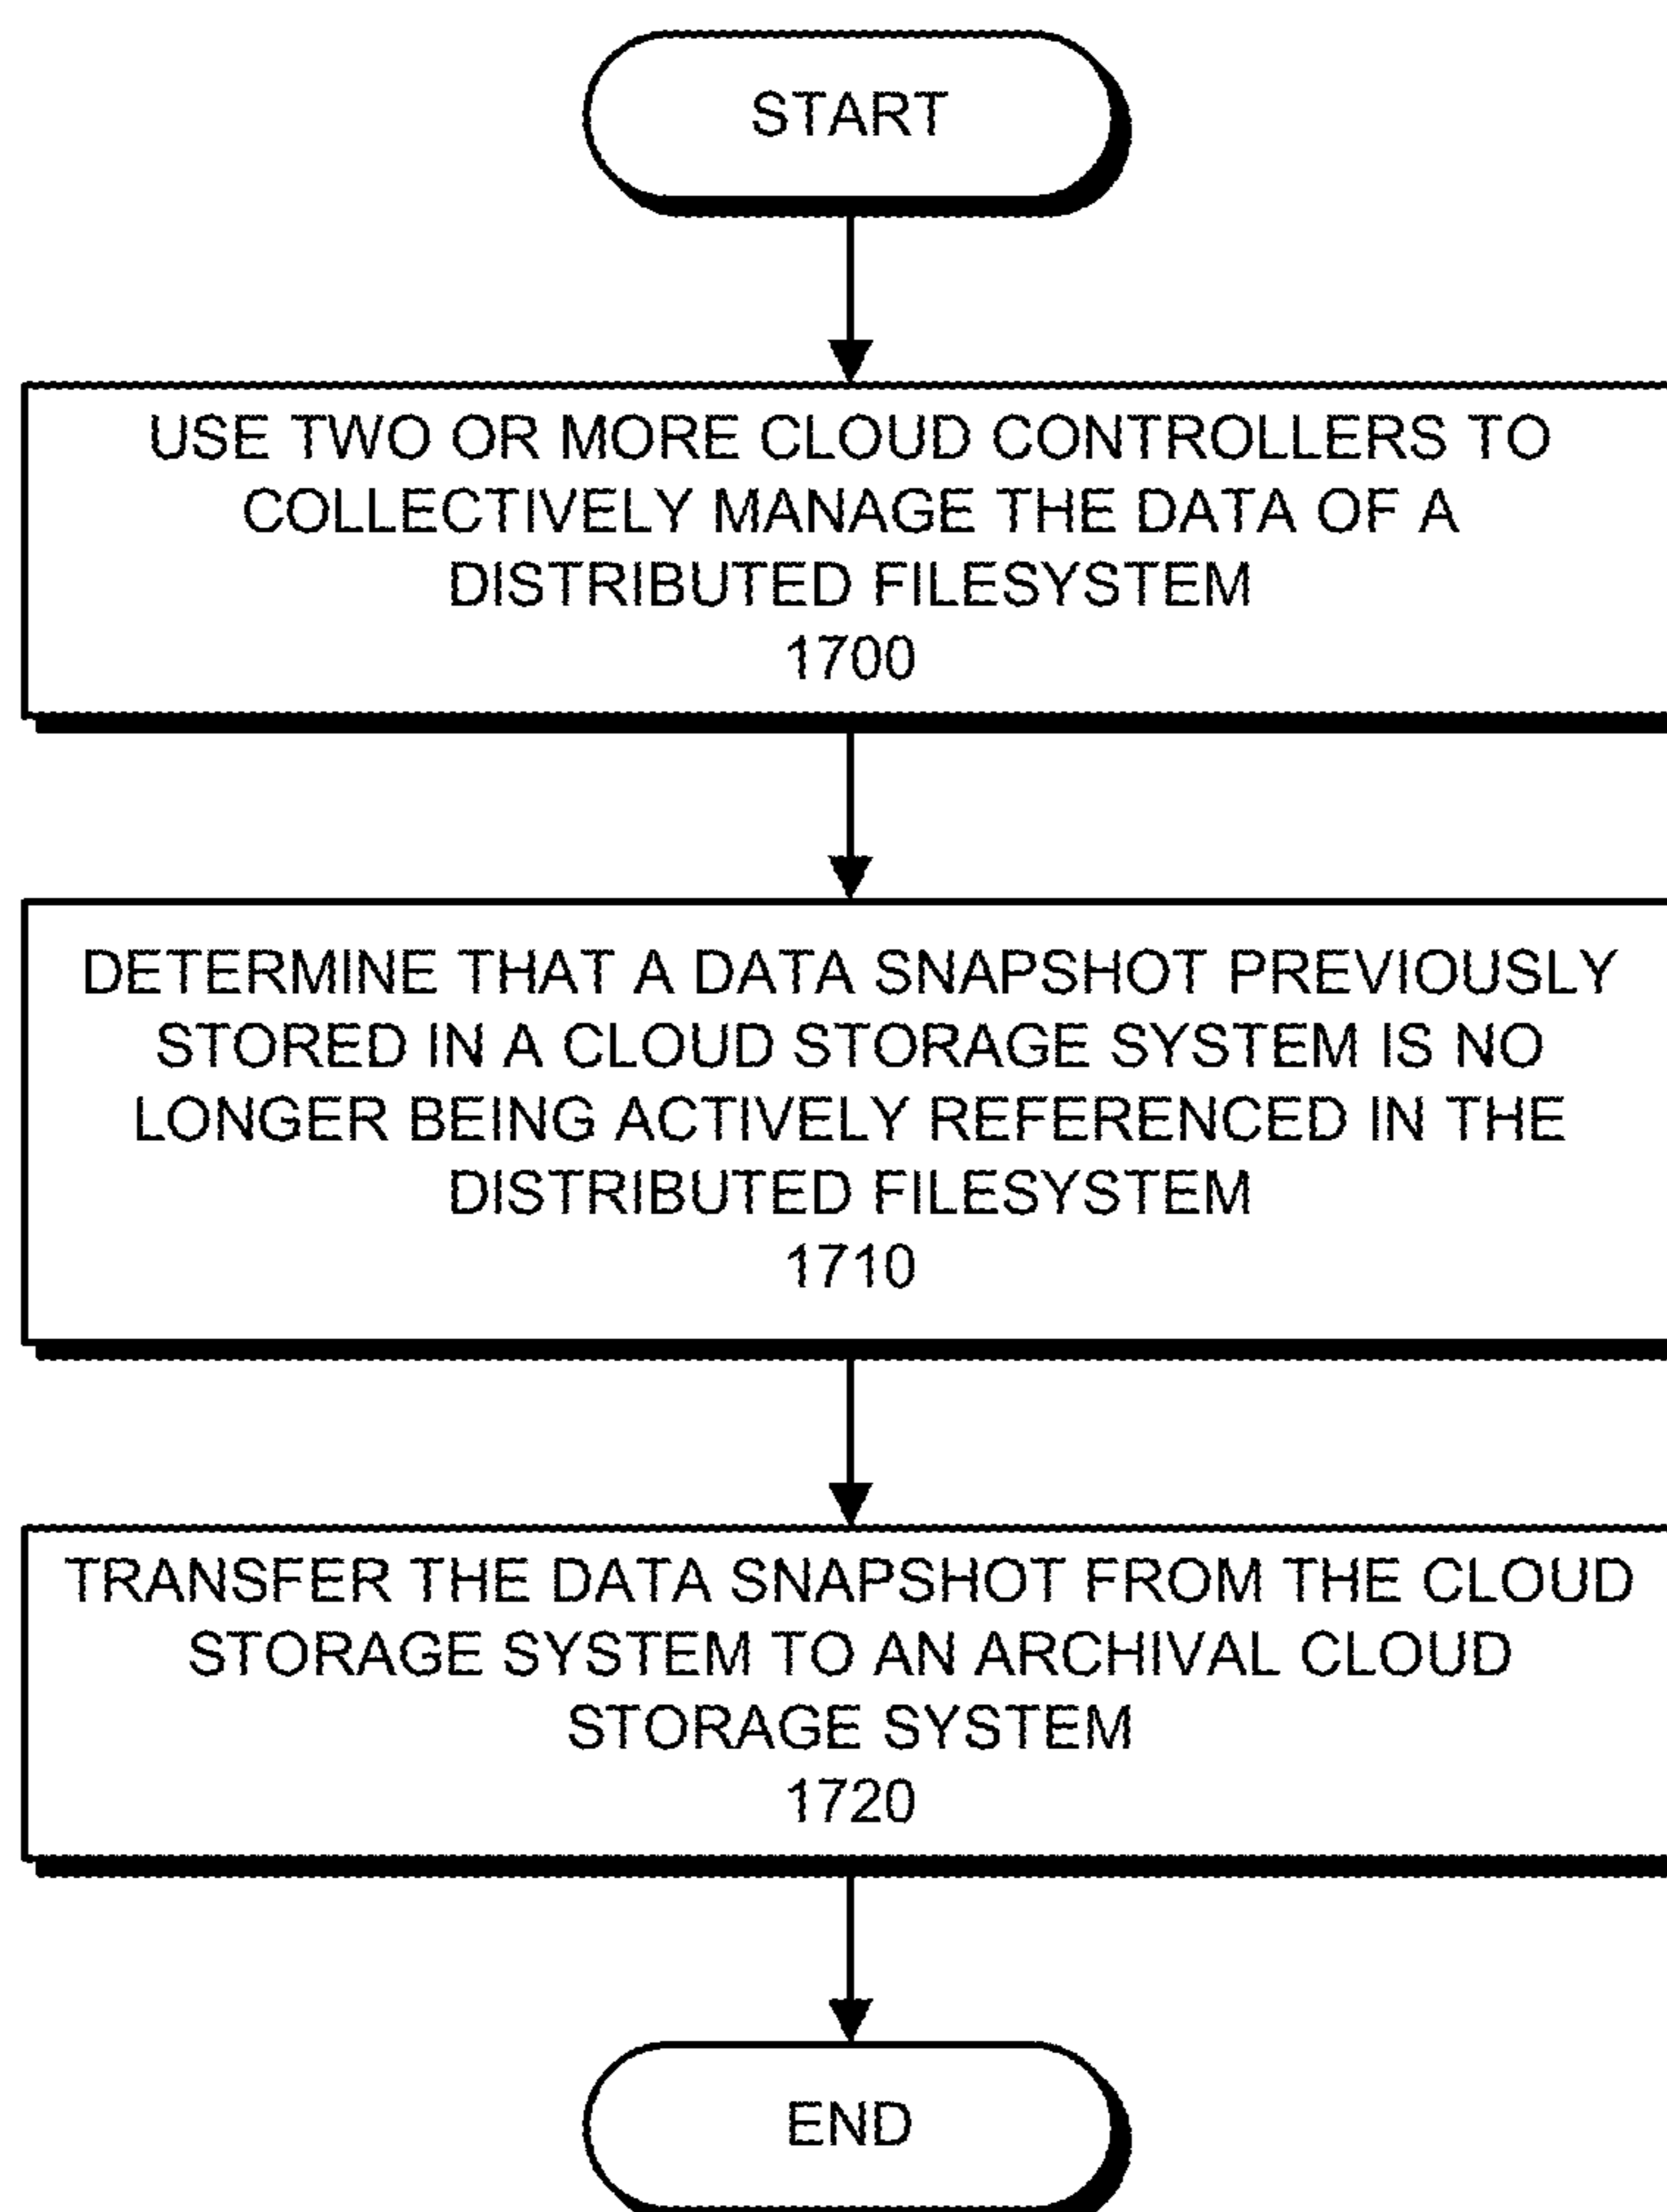 START
USE TWO OR MORE CLOUD CONTROLLERS TO
COLLECTIVELY MANAGE THE DATA OF A
DISTRIBUTED FILESYSTEM
1700
DETERMINE THAT A DATA SNAPSHOT PREVIOUSLY
STORED IN A CLOUD STORAGE SYSTEM IS NO
LONGER BEING ACTIVELY REFERENCED IN THE
DISTRIBUTED FILESYSTEM
1710
TRANSFER THE DATA SNAPSHOT FROM THE CLOUD
STORAGE SYSTEM TO AN ARCHIVAL CLOUD
STORAGE SYSTEM
1720
END